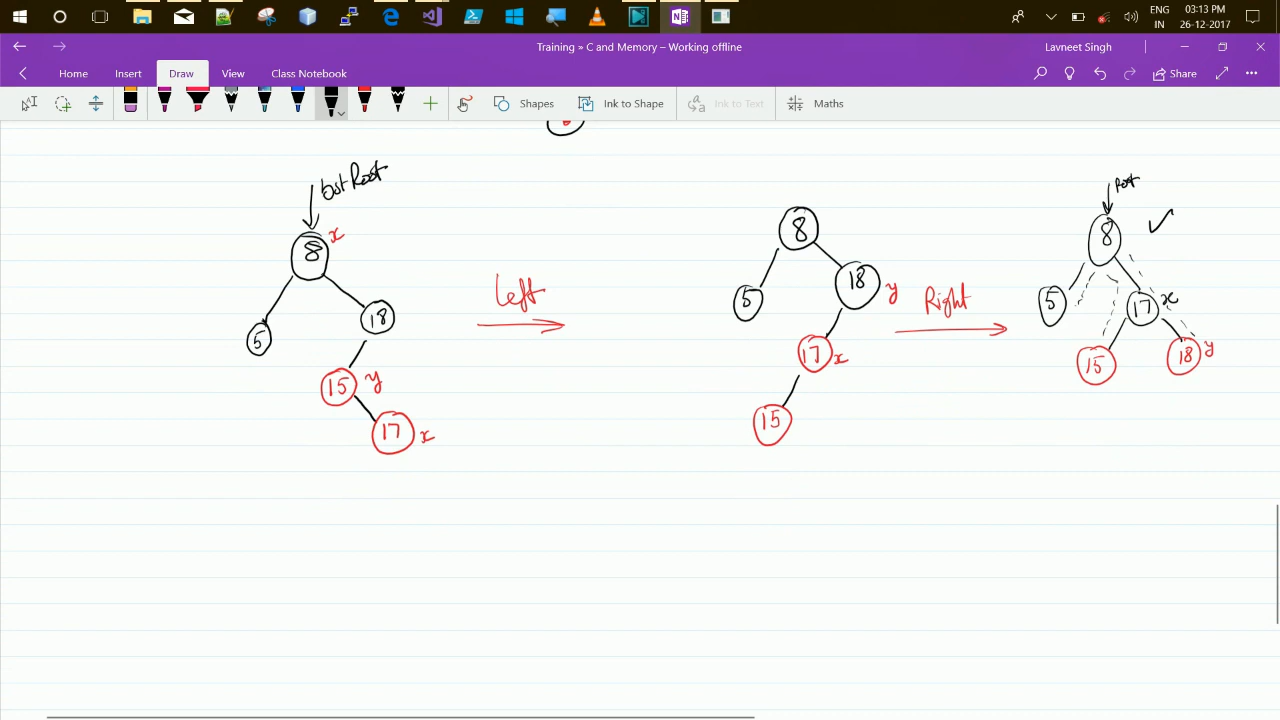 ENG
IN
03:13 PM
26-12-2017
Training » C and Memory – Working offline
Lavneet Singh
Home
Insert
Draw
View
Class Notebook
Share
Shapes
Ink to Shape
Ink to Text
Maths
bstRoot
8 x
5
18
15 y
17 x
Left
8
5
18 y
17 x
15
Right
Root
8
5
17 x
15
18 y